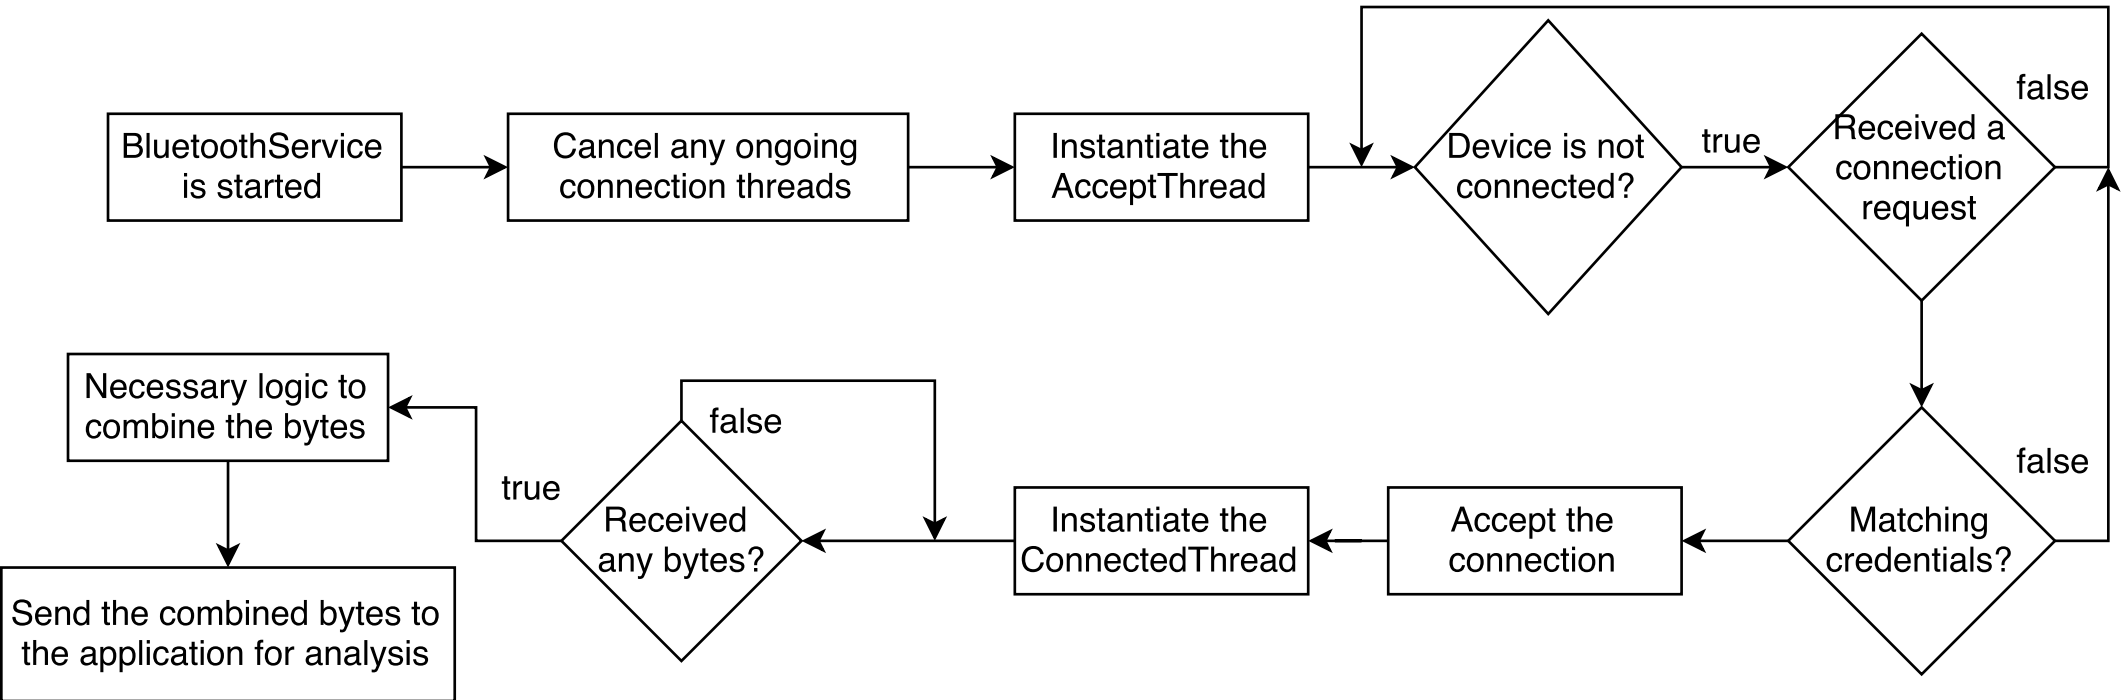 BluetoothService
is started
Cancel any ongoing
connection threads
Instantiate the
AcceptThread
Device is not
connected?
true
Received a
connection
request
false
Matching
credentials?
false
Accept the
connection
Instantiate the
ConnectedThread
Received
any bytes?
false
true
Necessary logic to
combine the bytes
Send the combined bytes to
the application for analysis